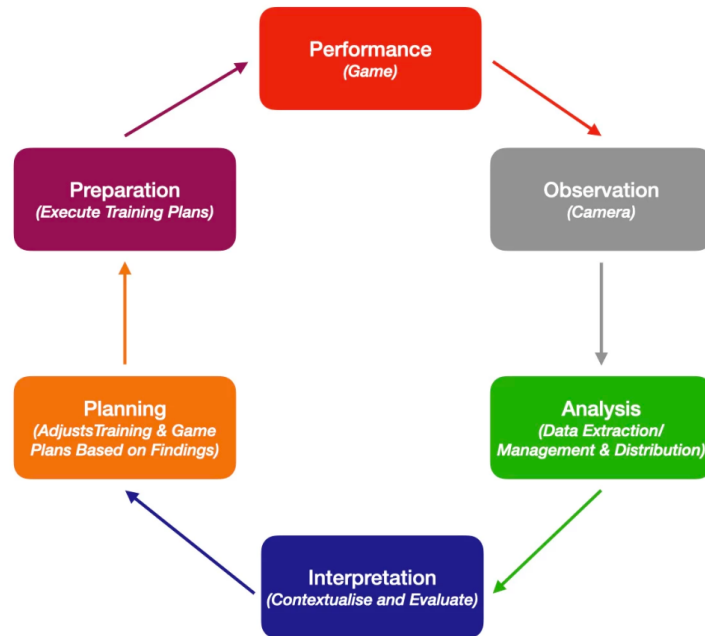 Performance
(Game)
Preparation
(Execute Training Plans)
Observation
(Camera)
Planning
(AdjustsTraining & Game
Plans Based on Findings)
Analysis
(Data Extraction/
Management & Distribution)
Interpretation
(Contextualise and Evaluate)